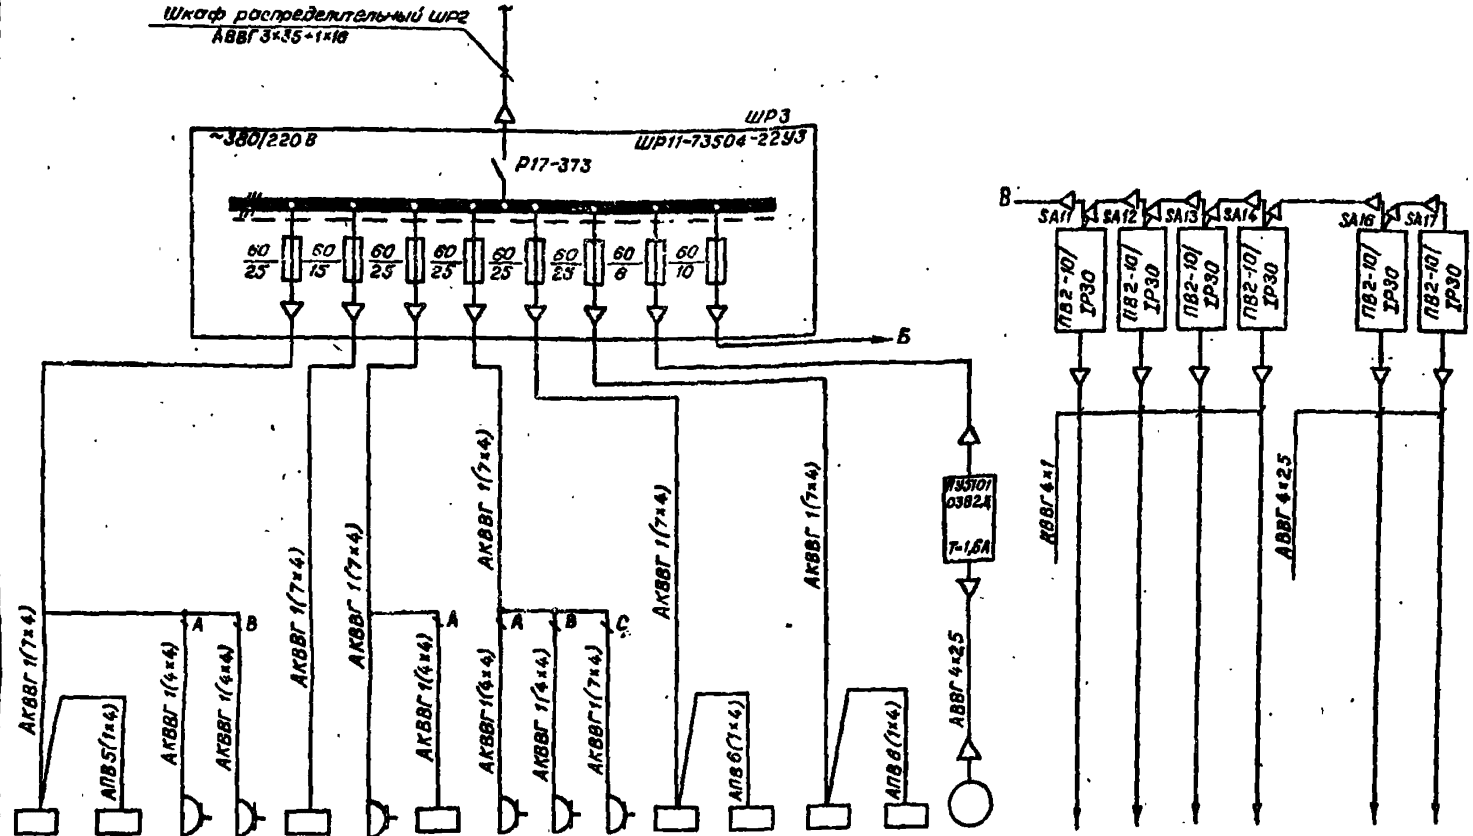 Шкаф распределительный ШР2
АВВГ 3×35+1×16
ШР3
~380/220 В
ШР11-73504-22У3
Р17-373
60/25
60/15
60/25
60/25
60/25
60/25
60/6
60/10
Б
В
SA11
SA12
SA13
SA14
SA16
SA17
ПВ2-10/
IP30
ПВ2-10/
IP30
ПВ2-10/
IP30
ПВ2-10/
IP30
ПВ2-10/
IP30
ПВ2-10/
IP30
КВВГ 4×1
АВВГ 4×2,5
АКВВГ 1(7×4)
АПВ5(1×4)
АКВВГ 1(4×4)
А
АКВВГ 1(4×4)
В
АКВВГ 1(7×4)
АКВВГ 1(7×4)
АКВВГ 1(4×4)
А
АКВВГ 1(7×4)
АКВВГ 1(4×4)
А
АКВВГ 1(4×4)
В
АКВВГ 1(7×4)
С
АКВВГ 1(7×4)
АПВ6(1×4)
АКВВГ 1(7×4)
АПВ6(1×4)
Т=1,6А
АВВГ 4×2,5